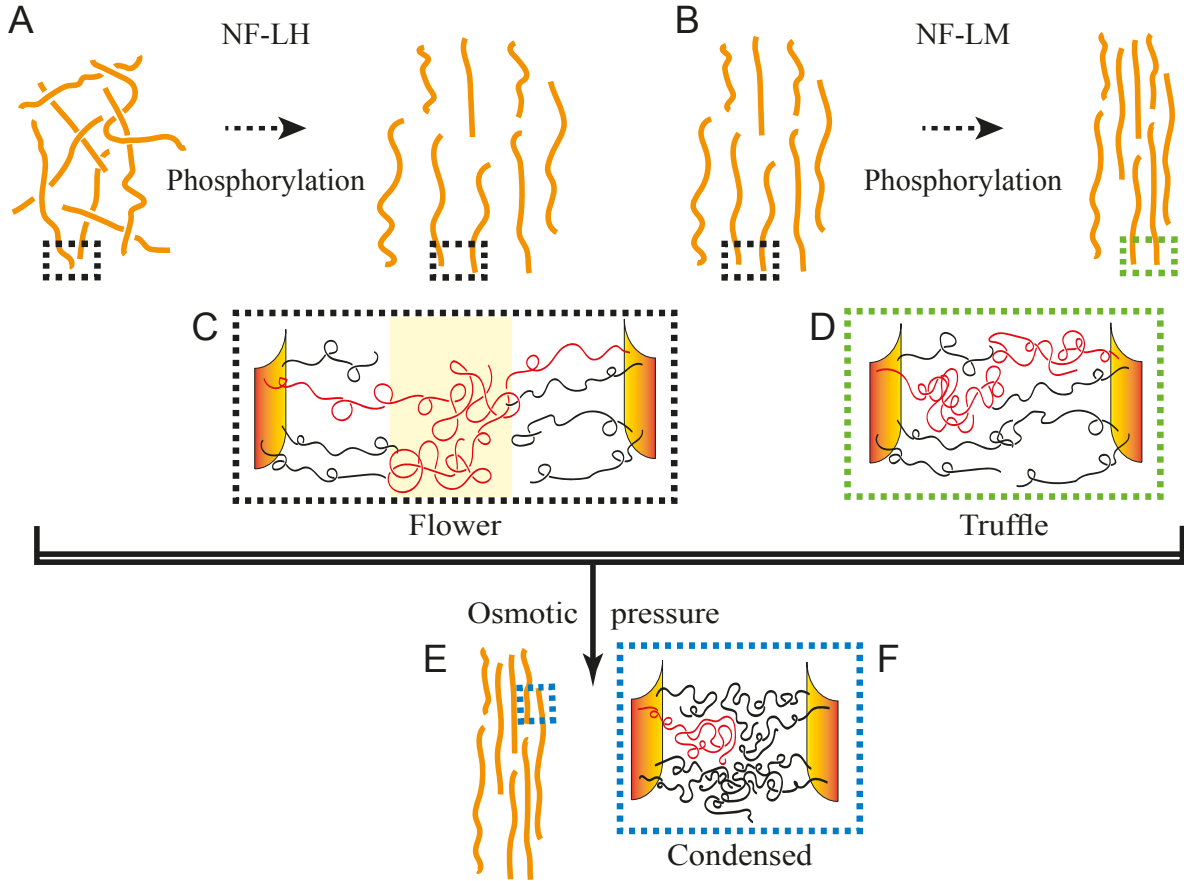 A
NF-LH
Phosphorylation
B
NF-LM
Phosphorylation
C
Flower
D
Truffle
Osmotic pressure
E
F
Condensed